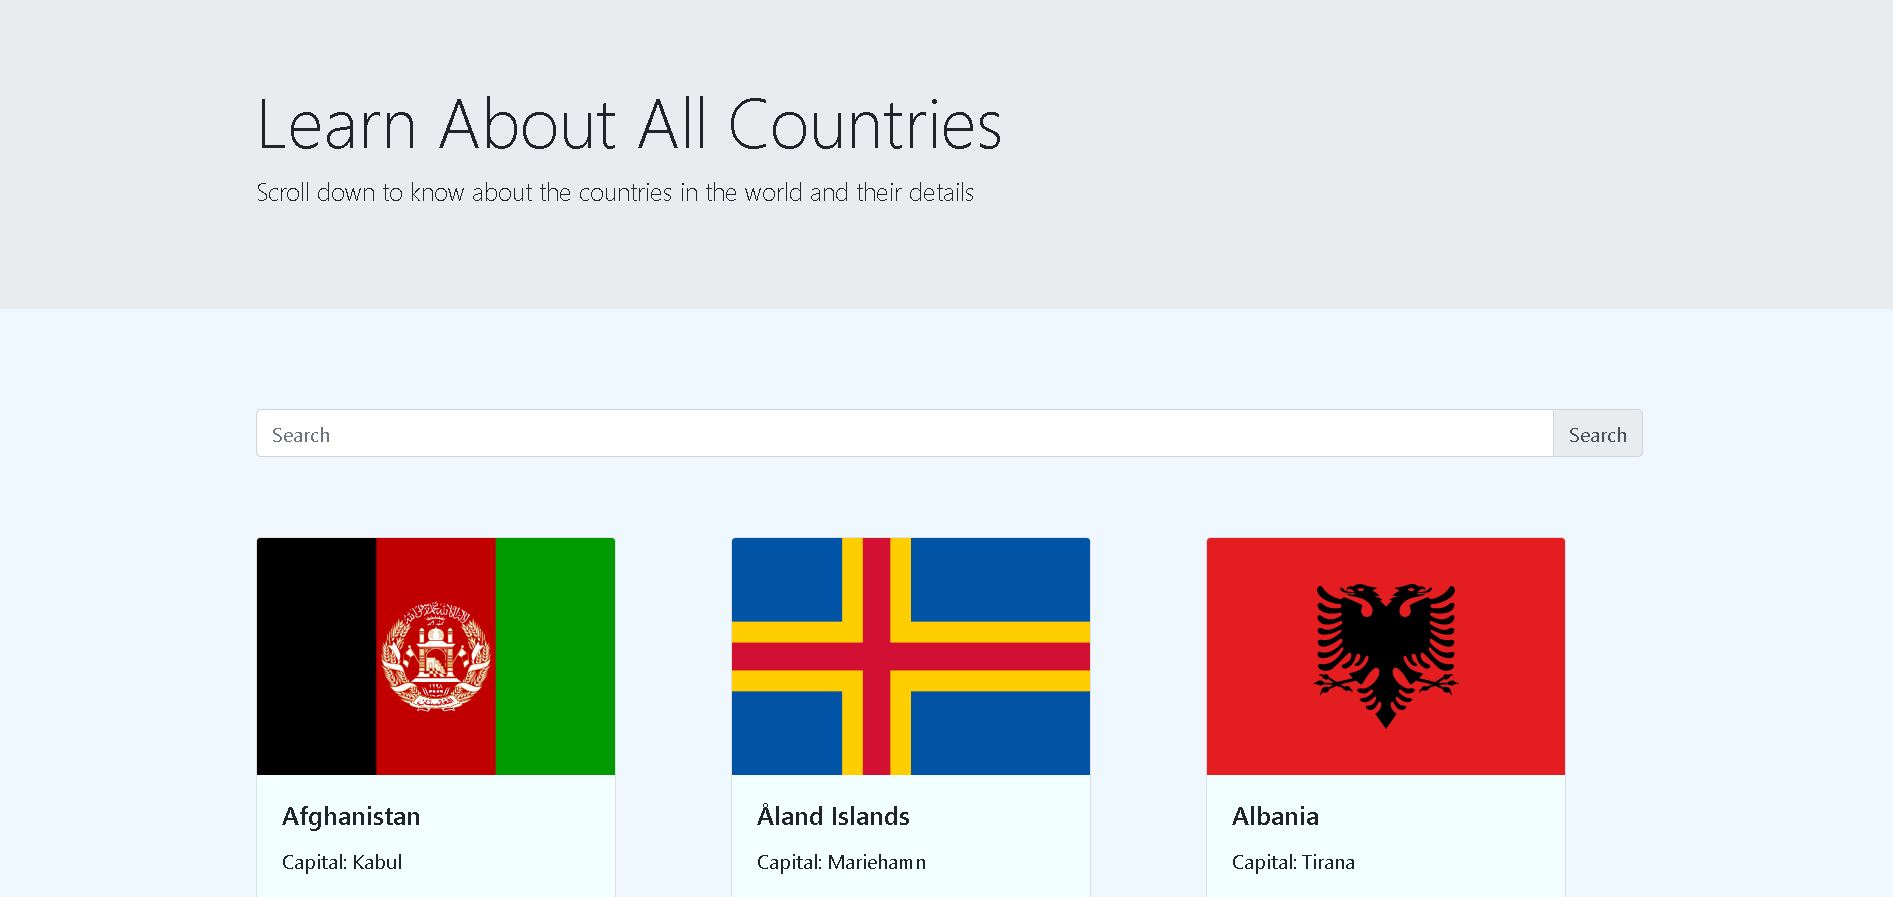 Learn About All Countries
Scroll down to know about the countries in the world and their details
Search
Search
Afghanistan
Capital: Kabul
Åland Islands
Capital: Mariehamn
Albania
Capital: Tirana